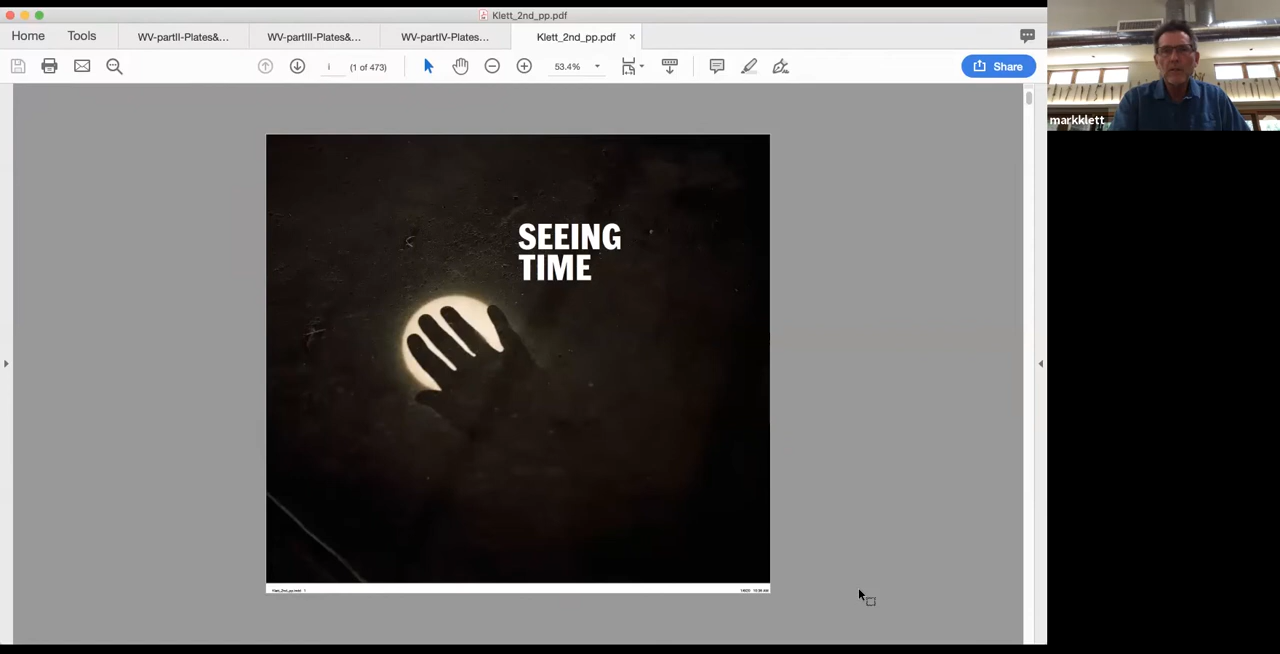 Klett_2nd_pp.pdf
Home
Tools
WV-partII-Plates&...
WV-partIII-Plates&...
WV-partIV-Plates...
Klett_2nd_pp.pdf
(1 of 473)
53.4%
Share
markklett
SEEING
TIME